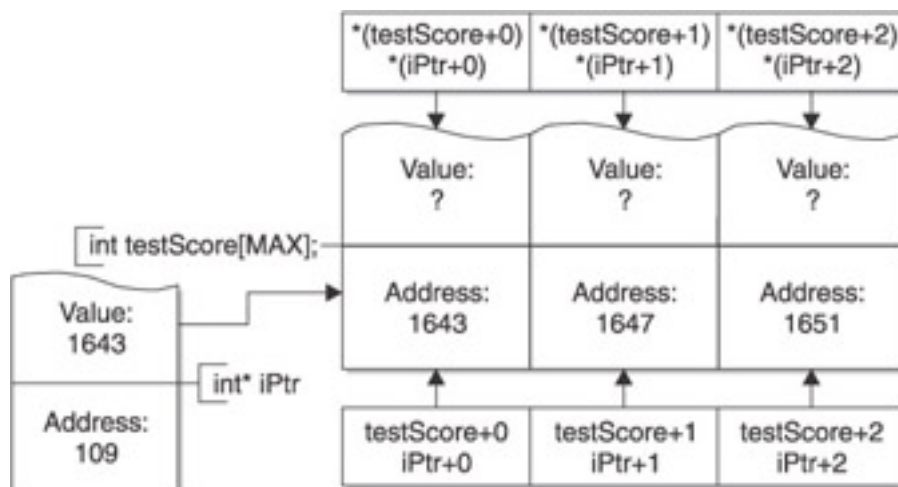 *(testScore+0) *(testScore+1) *(testScore+2)
*(iPtr+0) *(iPtr+1) *(iPtr+2)
Value: Value: Value:
? ? ?
int testScore[MAX];
Address: Address: Address:
1643 1647 1651
Value:
1643
int* iPtr
Address:
109
testScore+0 testScore+1 testScore+2
iPtr+0 iPtr+1 iPtr+2